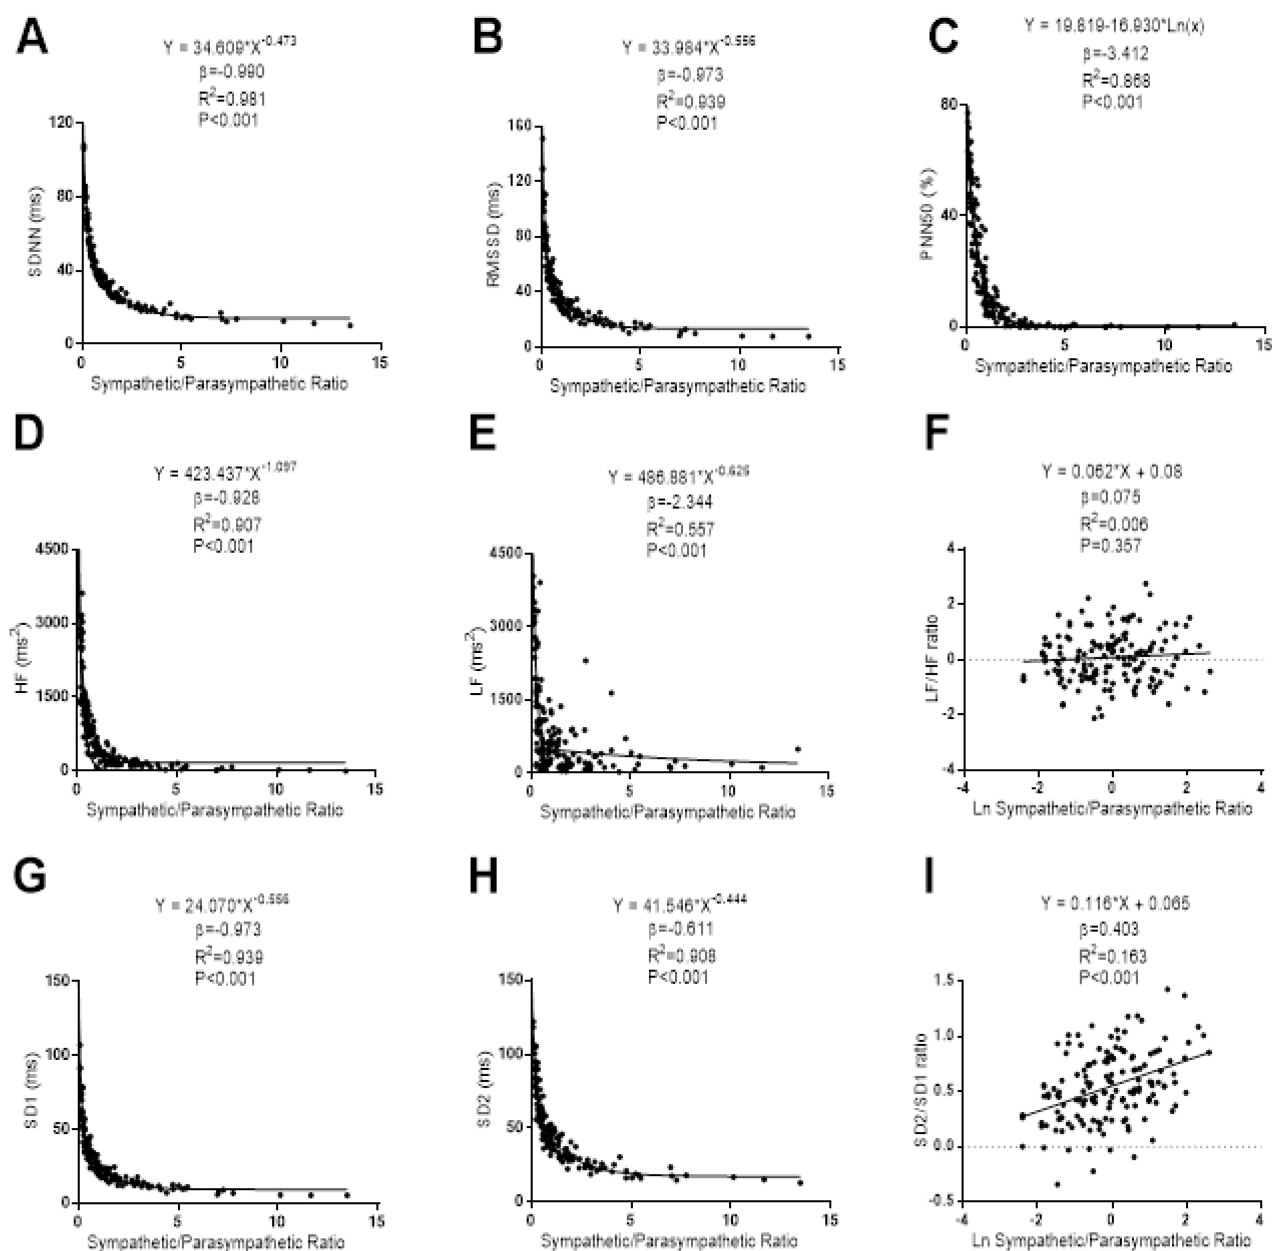 A
Y = 34.609*X^-0.473
β=-0.990
R²=0.981
P<0.001
120
80
40
0
SDNN (ms)
0 5 10 15
Sympathetic/Parasympathetic Ratio
B
Y = 33.984*X^-0.556
β=-0.973
R²=0.939
P<0.001
160
120
80
40
0
RMSSD (ms)
0 5 10 15
Sympathetic/Parasympathetic Ratio
C
Y = 19.819-16.930*Ln(x)
β=-3.412
R²=0.868
P<0.001
80
40
0
PNN50 (%)
0 5 10 15
Sympathetic/Parasympathetic Ratio
D
Y = 423.437*X^-1.097
β=-0.928
R²=0.907
P<0.001
4500
3000
1500
0
HF (ms²)
0 5 10 15
Sympathetic/Parasympathetic Ratio
E
Y = 486.881*X^-0.626
β=-2.344
R²=0.557
P<0.001
4500
3000
1500
0
LF (ms²)
0 5 10 15
Sympathetic/Parasympathetic Ratio
F
Y = 0.062*X + 0.08
β=0.075
R²=0.006
P=0.357
4
2
0
-2
-4
LF/HF ratio
-4 -2 0 2 4
Ln Sympathetic/Parasympathetic Ratio
G
Y = 24.070*X^-0.556
β=-0.973
R²=0.939
P<0.001
150
100
50
0
SD1 (ms)
0 5 10 15
Sympathetic/Parasympathetic Ratio
H
Y = 41.546*X^-0.444
β=-0.611
R²=0.908
P<0.001
150
100
50
0
SD2 (ms)
0 5 10 15
Sympathetic/Parasympathetic Ratio
I
Y = 0.116*X + 0.065
β=0.403
R²=0.163
P<0.001
1.5
1.0
0.5
0.0
-0.5
SD2/SD1 ratio
-4 -2 0 2 4
Ln Sympathetic/Parasympathetic Ratio